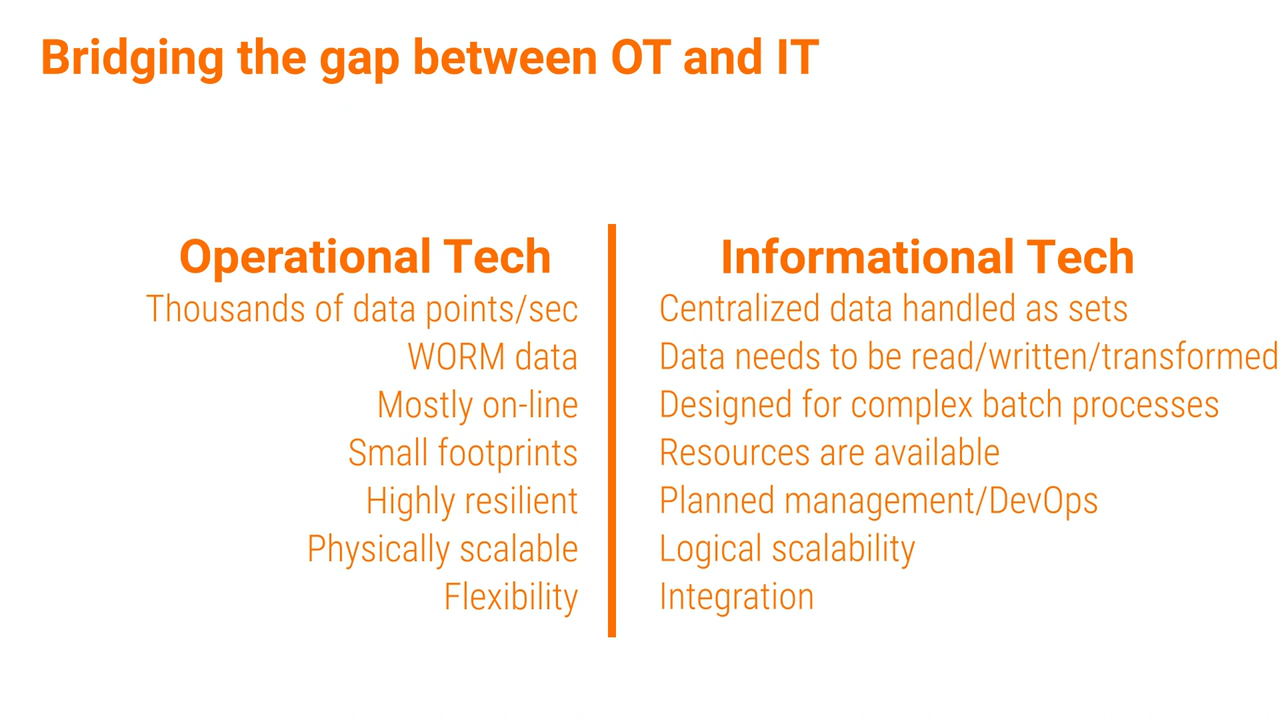 Bridging the gap between OT and IT
Operational Tech
Thousands of data points/sec
WORM data
Mostly on-line
Small footprints
Highly resilient
Physically scalable
Flexibility
Informational Tech
Centralized data handled as sets
Data needs to be read/written/transformed
Designed for complex batch processes
Resources are available
Planned management/DevOps
Logical scalability
Integration